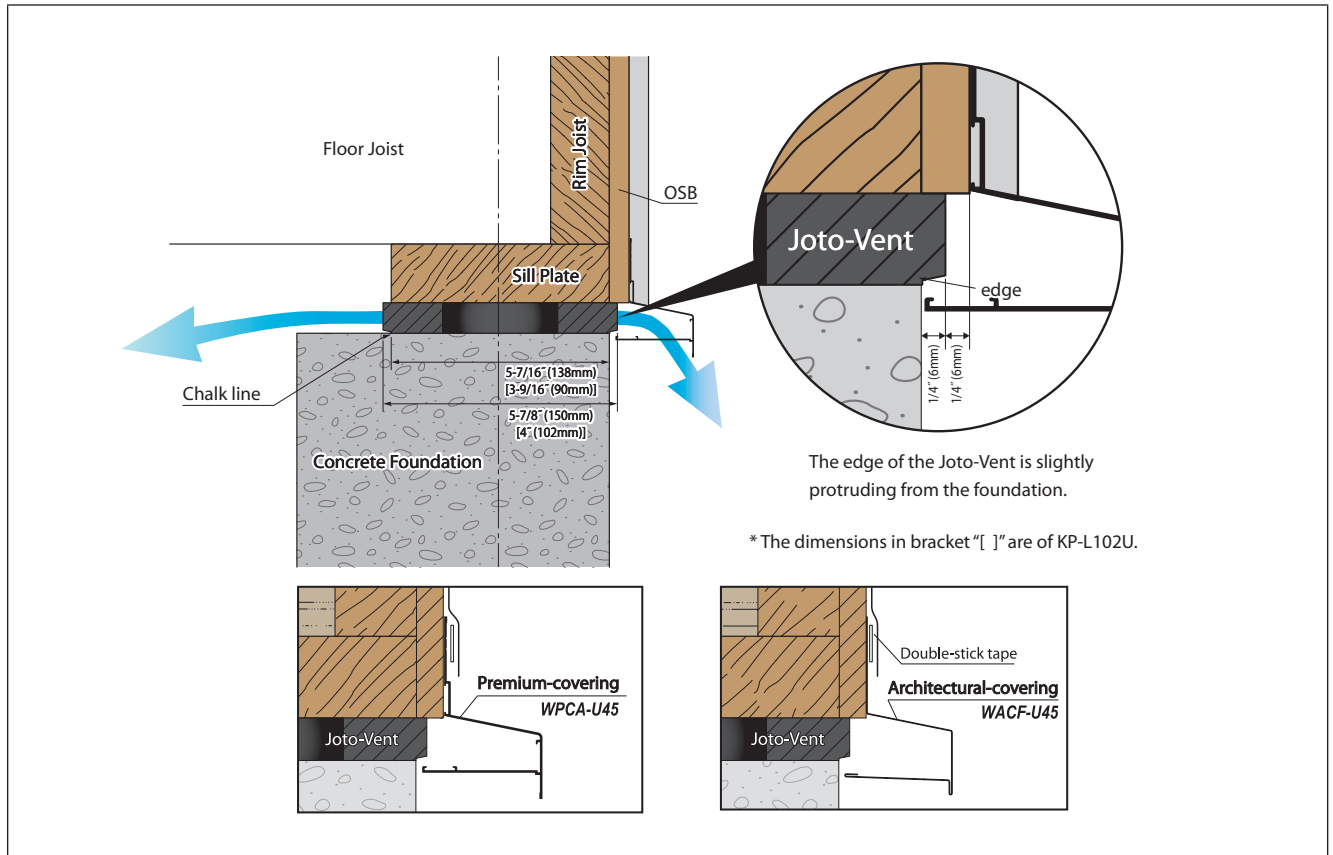 Floor Joist
Rim Joist
OSB
Sill Plate
Joto-Vent
edge
1/4˝ (6mm)
1/4˝ (6mm)
Chalk line
5-7/16˝ (138mm)
[3-9/16˝ (90mm)]
5-7/8˝ (150mm)
[4˝ (102mm)]
Concrete Foundation
The edge of the Joto-Vent is slightly
protruding from the foundation.
* The dimensions in bracket “[ ]” are of KP-L102U.
Premium-covering
WPCA-U45
Joto-Vent
Double-stick tape
Architectural-covering
WACF-U45
Joto-Vent